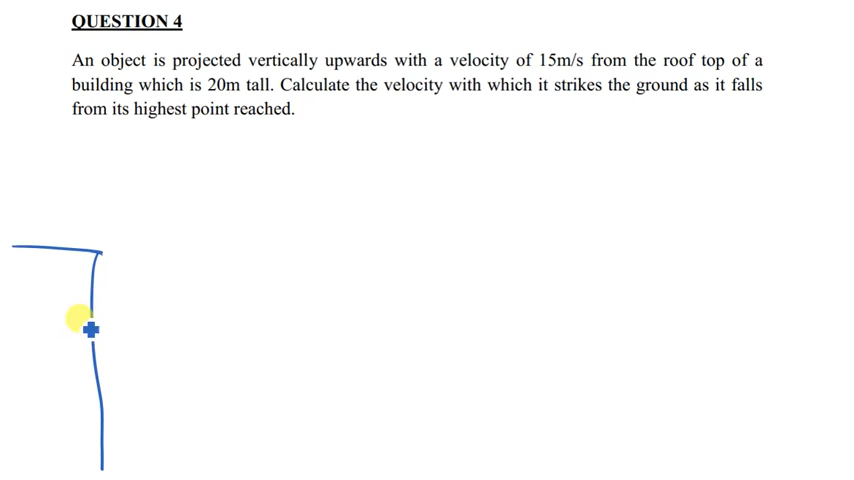 QUESTION 4
An object is projected vertically upwards with a velocity of 15m/s from the roof top of a
building which is 20m tall. Calculate the velocity with which it strikes the ground as it falls
from its highest point reached.